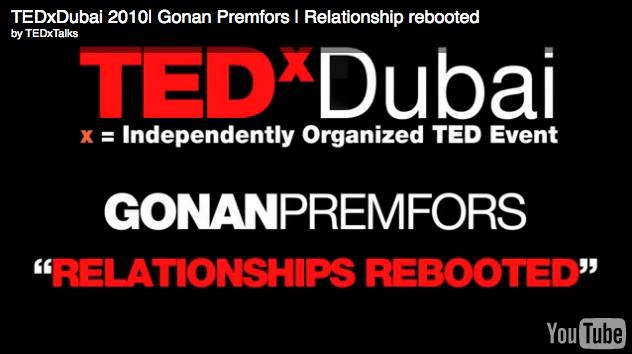 TEDxDubai 2010| Gonan Premfors | Relationship rebooted
by TEDxTalks
TEDxDubai
x = Independently Organized TED Event
GONANPREMFORS
“RELATIONSHIPS REBOOTED”
YouTube